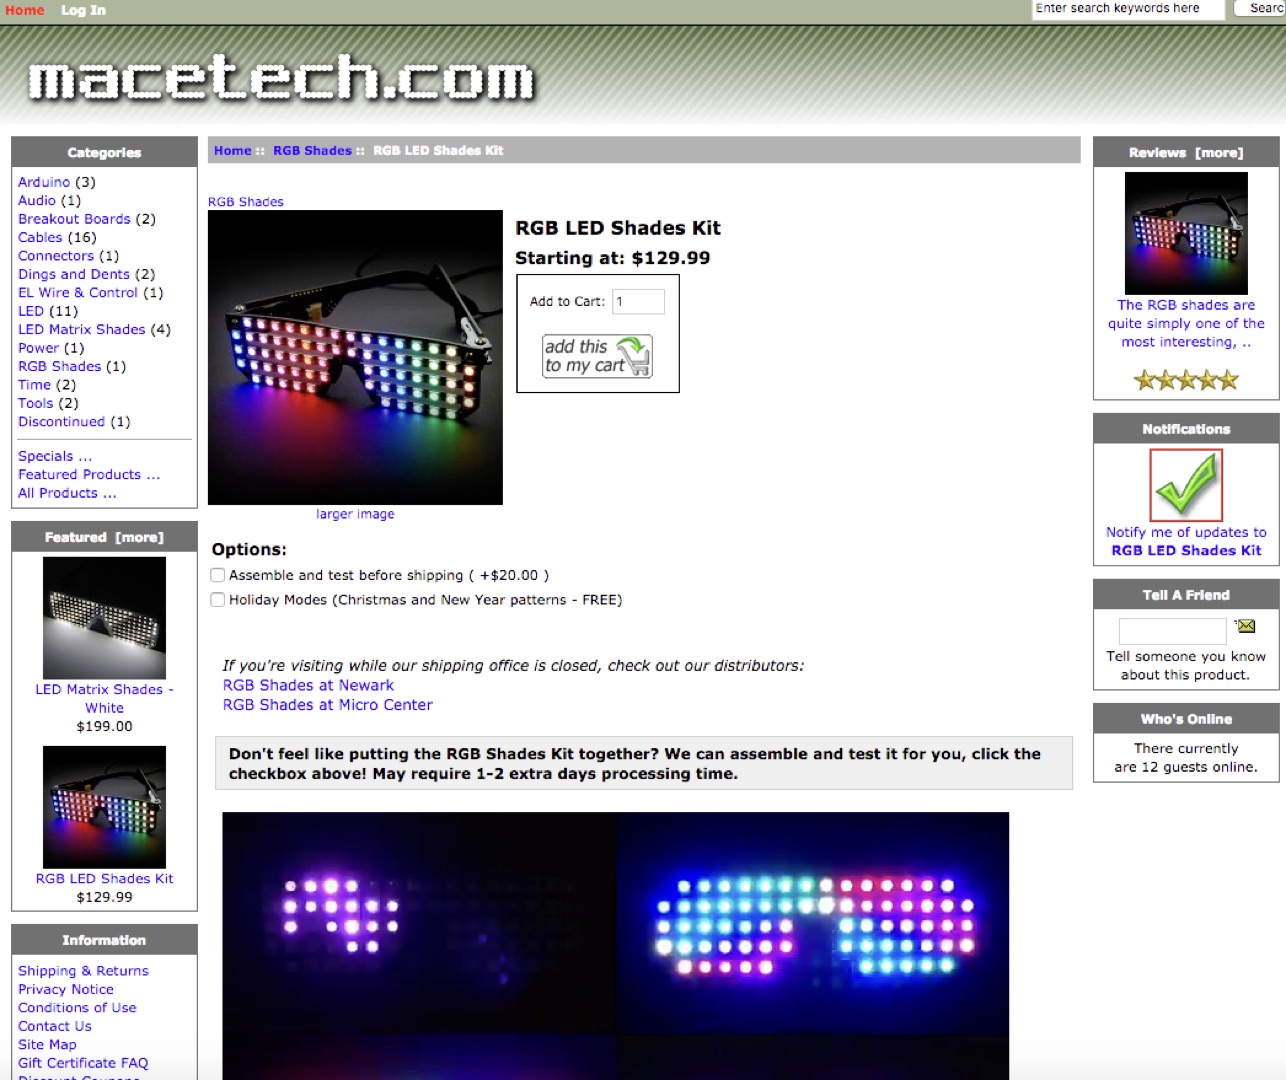 Home Log In
Enter search keywords here
Searc
macetech.com
Categories
Arduino (3)
Audio (1)
Breakout Boards (2)
Cables (16)
Connectors (1)
Dings and Dents (2)
EL Wire & Control (1)
LED (11)
LED Matrix Shades (4)
Power (1)
RGB Shades (1)
Time (2)
Tools (2)
Discontinued (1)
Specials ...
Featured Products ...
All Products ...
Featured [more]
LED Matrix Shades -
White
$199.00
RGB LED Shades Kit
$129.99
Information
Shipping & Returns
Privacy Notice
Conditions of Use
Contact Us
Site Map
Gift Certificate FAQ
Discount Coupons
Home :: RGB Shades :: RGB LED Shades Kit
RGB Shades
larger image
RGB LED Shades Kit
Starting at: $129.99
Add to Cart: 1
add this
to my cart
Options:
Assemble and test before shipping ( +$20.00 )
Holiday Modes (Christmas and New Year patterns - FREE)
If you're visiting while our shipping office is closed, check out our distributors:
RGB Shades at Newark
RGB Shades at Micro Center
Don't feel like putting the RGB Shades Kit together? We can assemble and test it for you, click the
checkbox above! May require 1-2 extra days processing time.
Reviews [more]
The RGB shades are
quite simply one of the
most interesting, ..
Notifications
Notify me of updates to
RGB LED Shades Kit
Tell A Friend
Tell someone you know
about this product.
Who's Online
There currently
are 12 guests online.